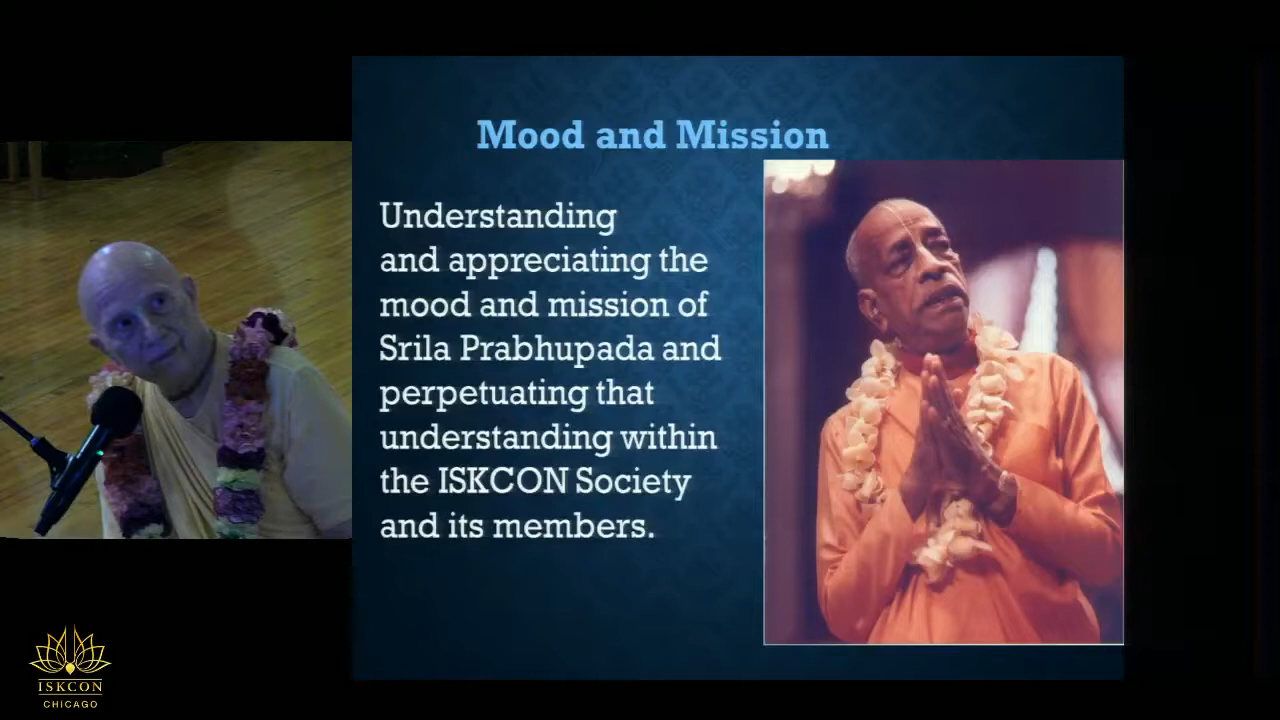 Mood and Mission
Understanding
and appreciating the
mood and mission of
Srila Prabhupada and
perpetuating that
understanding within
the ISKCON Society
and its members.
ISKCON
CHICAGO